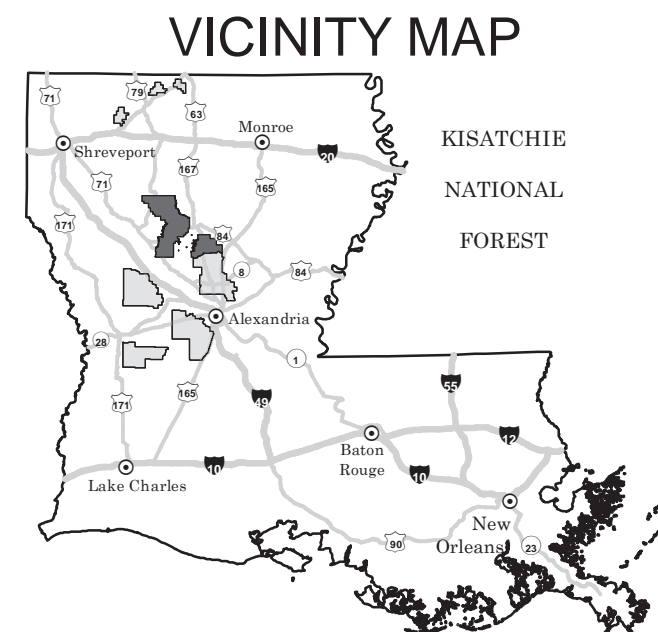 VICINITY MAP
71
79
63
Monroe
KISATCHIE
Shreveport
20
71
167
165
NATIONAL
171
84
FOREST
8
84
Alexandria
28
1
171
165
49
55
12
Baton
Rouge
10
10
Lake Charles
New
Orleans
90
23